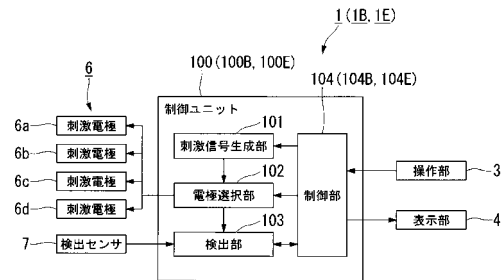 1 (1B, 1E)
100 (100B, 100E)
104 (104B, 104E)
6
制御ユニット
101
6a 刺激電極
刺激信号生成部
6b 刺激電極
102
6c 刺激電極
電極選択部
制御部
操作部 3
6d 刺激電極
103
表示部 4
7 検出センサ
検出部